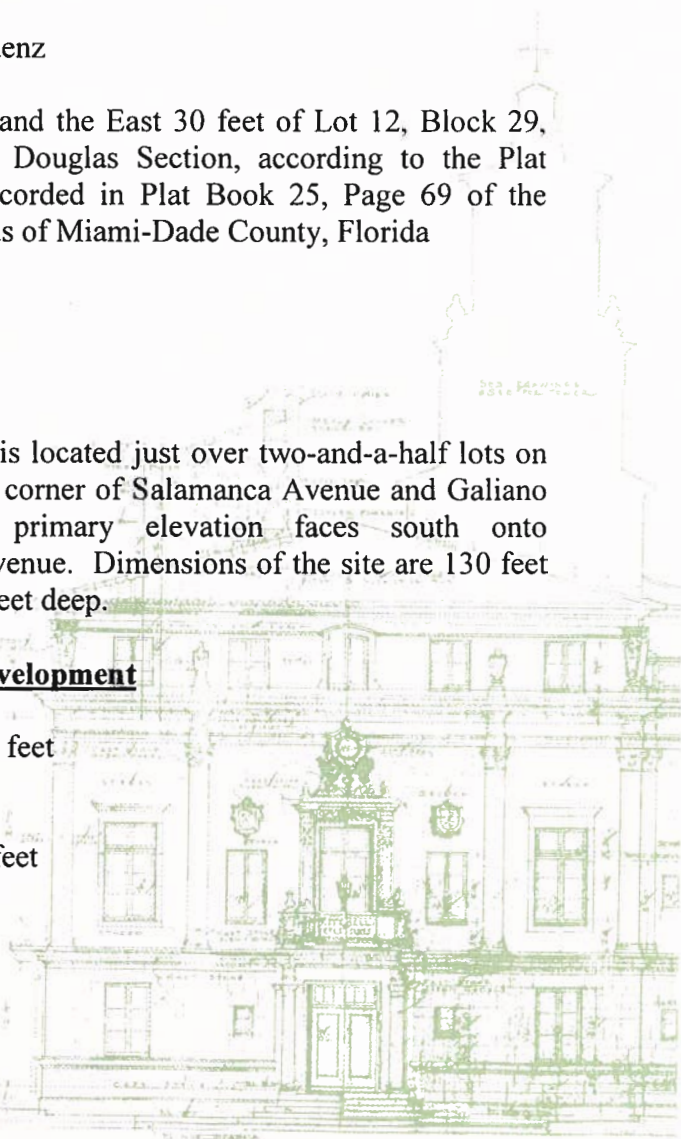 enz
and the East 30 feet of Lot 12, Block 29,
Douglas Section, according to the Plat
corded in Plat Book 25, Page 69 of the
s of Miami-Dade County, Florida
is located just over two-and-a-half lots on
corner of Salamanca Avenue and Galiano
primary elevation faces south onto
venue. Dimensions of the site are 130 feet
eet deep.
velopment
feet
feet